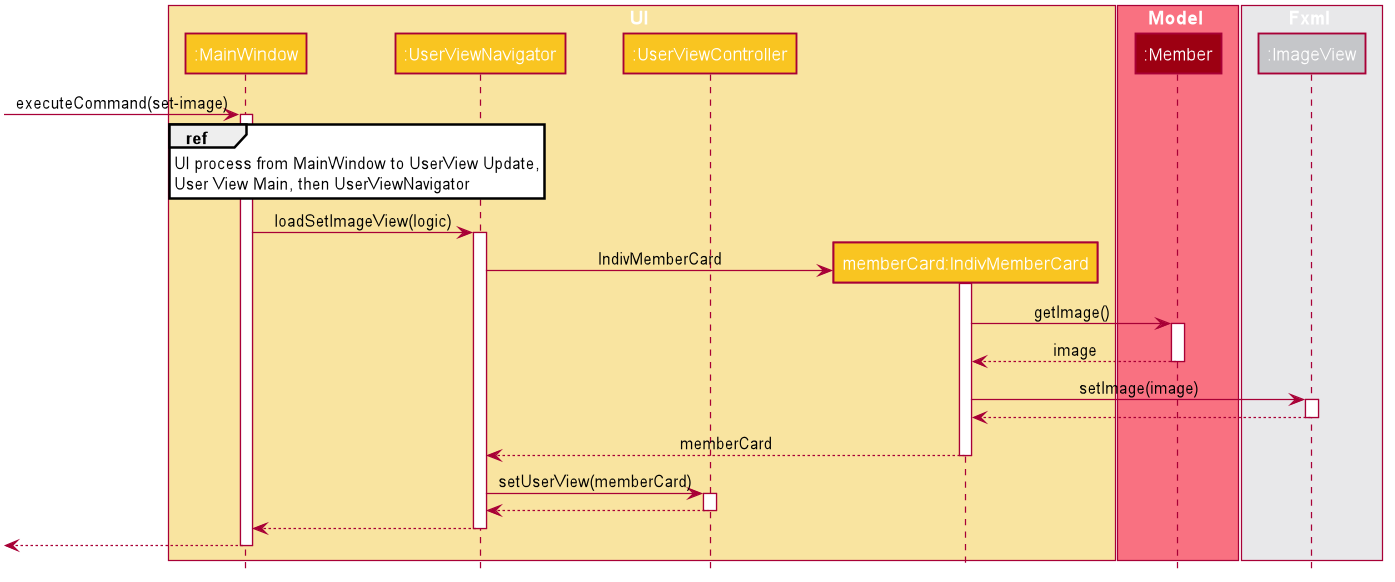 UI
Model
Fxml
:MainWindow
:UserViewNavigator
:UserViewController
:Member
:ImageView
executeCommand(set-image)
ref
UI process from MainWindow to UserView Update,
User View Main, then UserViewNavigator
loadSetImageView(logic)
IndivMemberCard
memberCard:IndivMemberCard
getImage()
image
setImage(image)
memberCard
setUserView(memberCard)